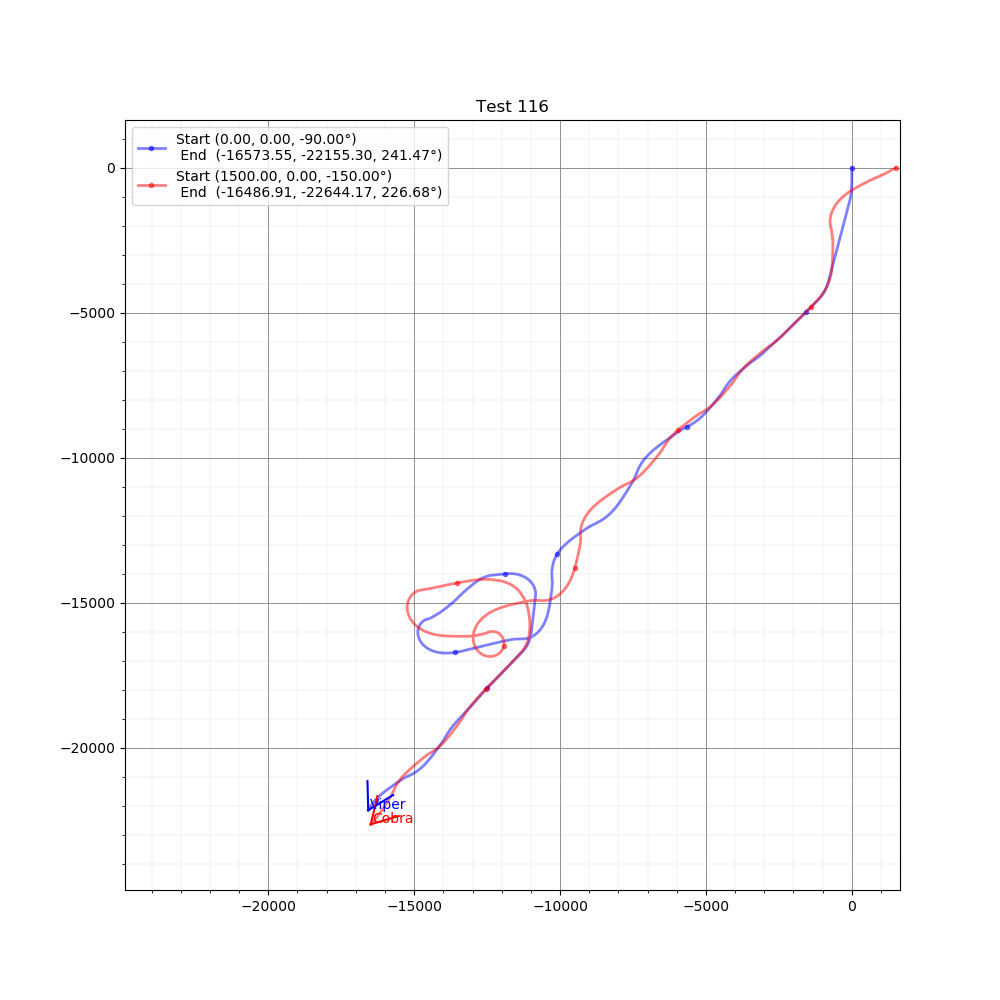 Test 116
Start (0.00, 0.00, -90.00°)
End  (-16573.55, -22155.30, 241.47°)
Start (1500.00, 0.00, -150.00°)
End  (-16486.91, -22644.17, 226.68°)
0
−5000
−10000
−15000
−20000
Viper
Cobra
−20000
−15000
−10000
−5000
0